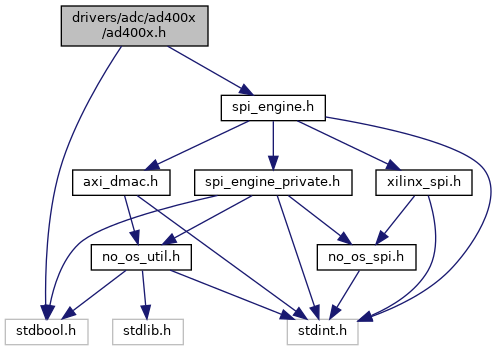 drivers/adc/ad400x
/ad400x.h
spi_engine.h
axi_dmac.h
spi_engine_private.h
xilinx_spi.h
no_os_util.h
no_os_spi.h
stdbool.h
stdlib.h
stdint.h